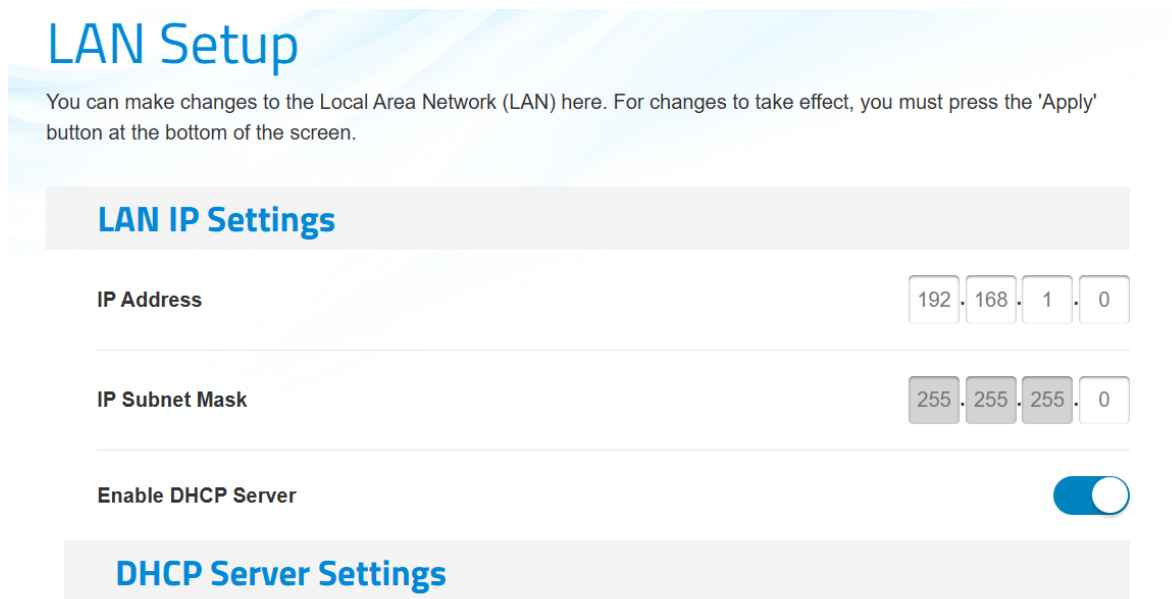 LAN Setup
You can make changes to the Local Area Network (LAN) here. For changes to take effect, you must press the 'Apply'
button at the bottom of the screen.
LAN IP Settings
IP Address 192 . 168 . 1 . 0
IP Subnet Mask 255 . 255 . 255 . 0
Enable DHCP Server
DHCP Server Settings